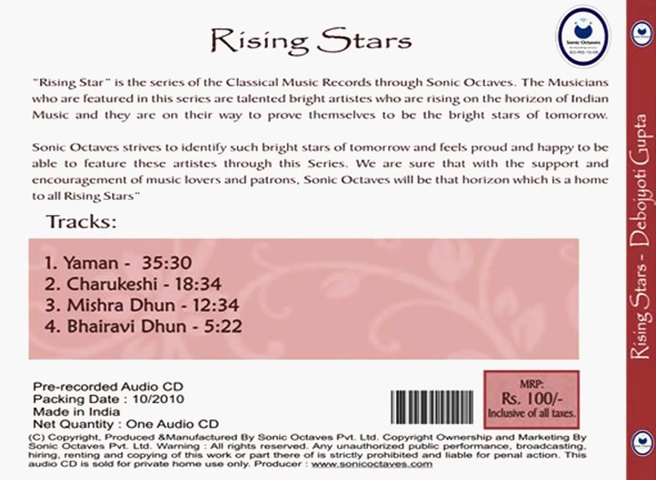 Rising Stars
Sonic Octaves
"Rising Star" is the series of the Classical Music Records through Sonic Octaves. The Musicians
who are featured in this series are talented bright artistes who are rising on the horizon of Indian
Music and they are on their way to prove themselves to be the bright stars of tomorrow.
Sonic Octaves strives to identify such bright stars of tomorrow and feels proud and happy to be
able to feature these artistes through this Series. We are sure that with the support and
encouragement of music lovers and patrons, Sonic Octaves will be that horizon which is a home
to all Rising Stars"
Tracks:
1. Yaman - 35:30
2. Charukeshi - 18:34
3. Mishra Dhun - 12:34
4. Bhairavi Dhun - 5:22
Pre-recorded Audio CD
Packing Date : 10/2010
Made in India
Net Quantity : One Audio CD
MRP:
Rs. 100/-
Inclusive of all taxes.
(C) Copyright, Produced &Manufactured By Sonic Octaves Pvt. Ltd. Copyright Ownership and Marketing By
Sonic Octaves Pvt. Ltd. Warning : All rights reserved. Any unauthorized public performance, broadcasting,
hiring, renting and copying of this work or part there of is strictly prohibited and liable for penal action. This
audio CD is sold for private home use only. Producer : www.sonicoctaves.com
Rising Stars - Debojyoti Gupta